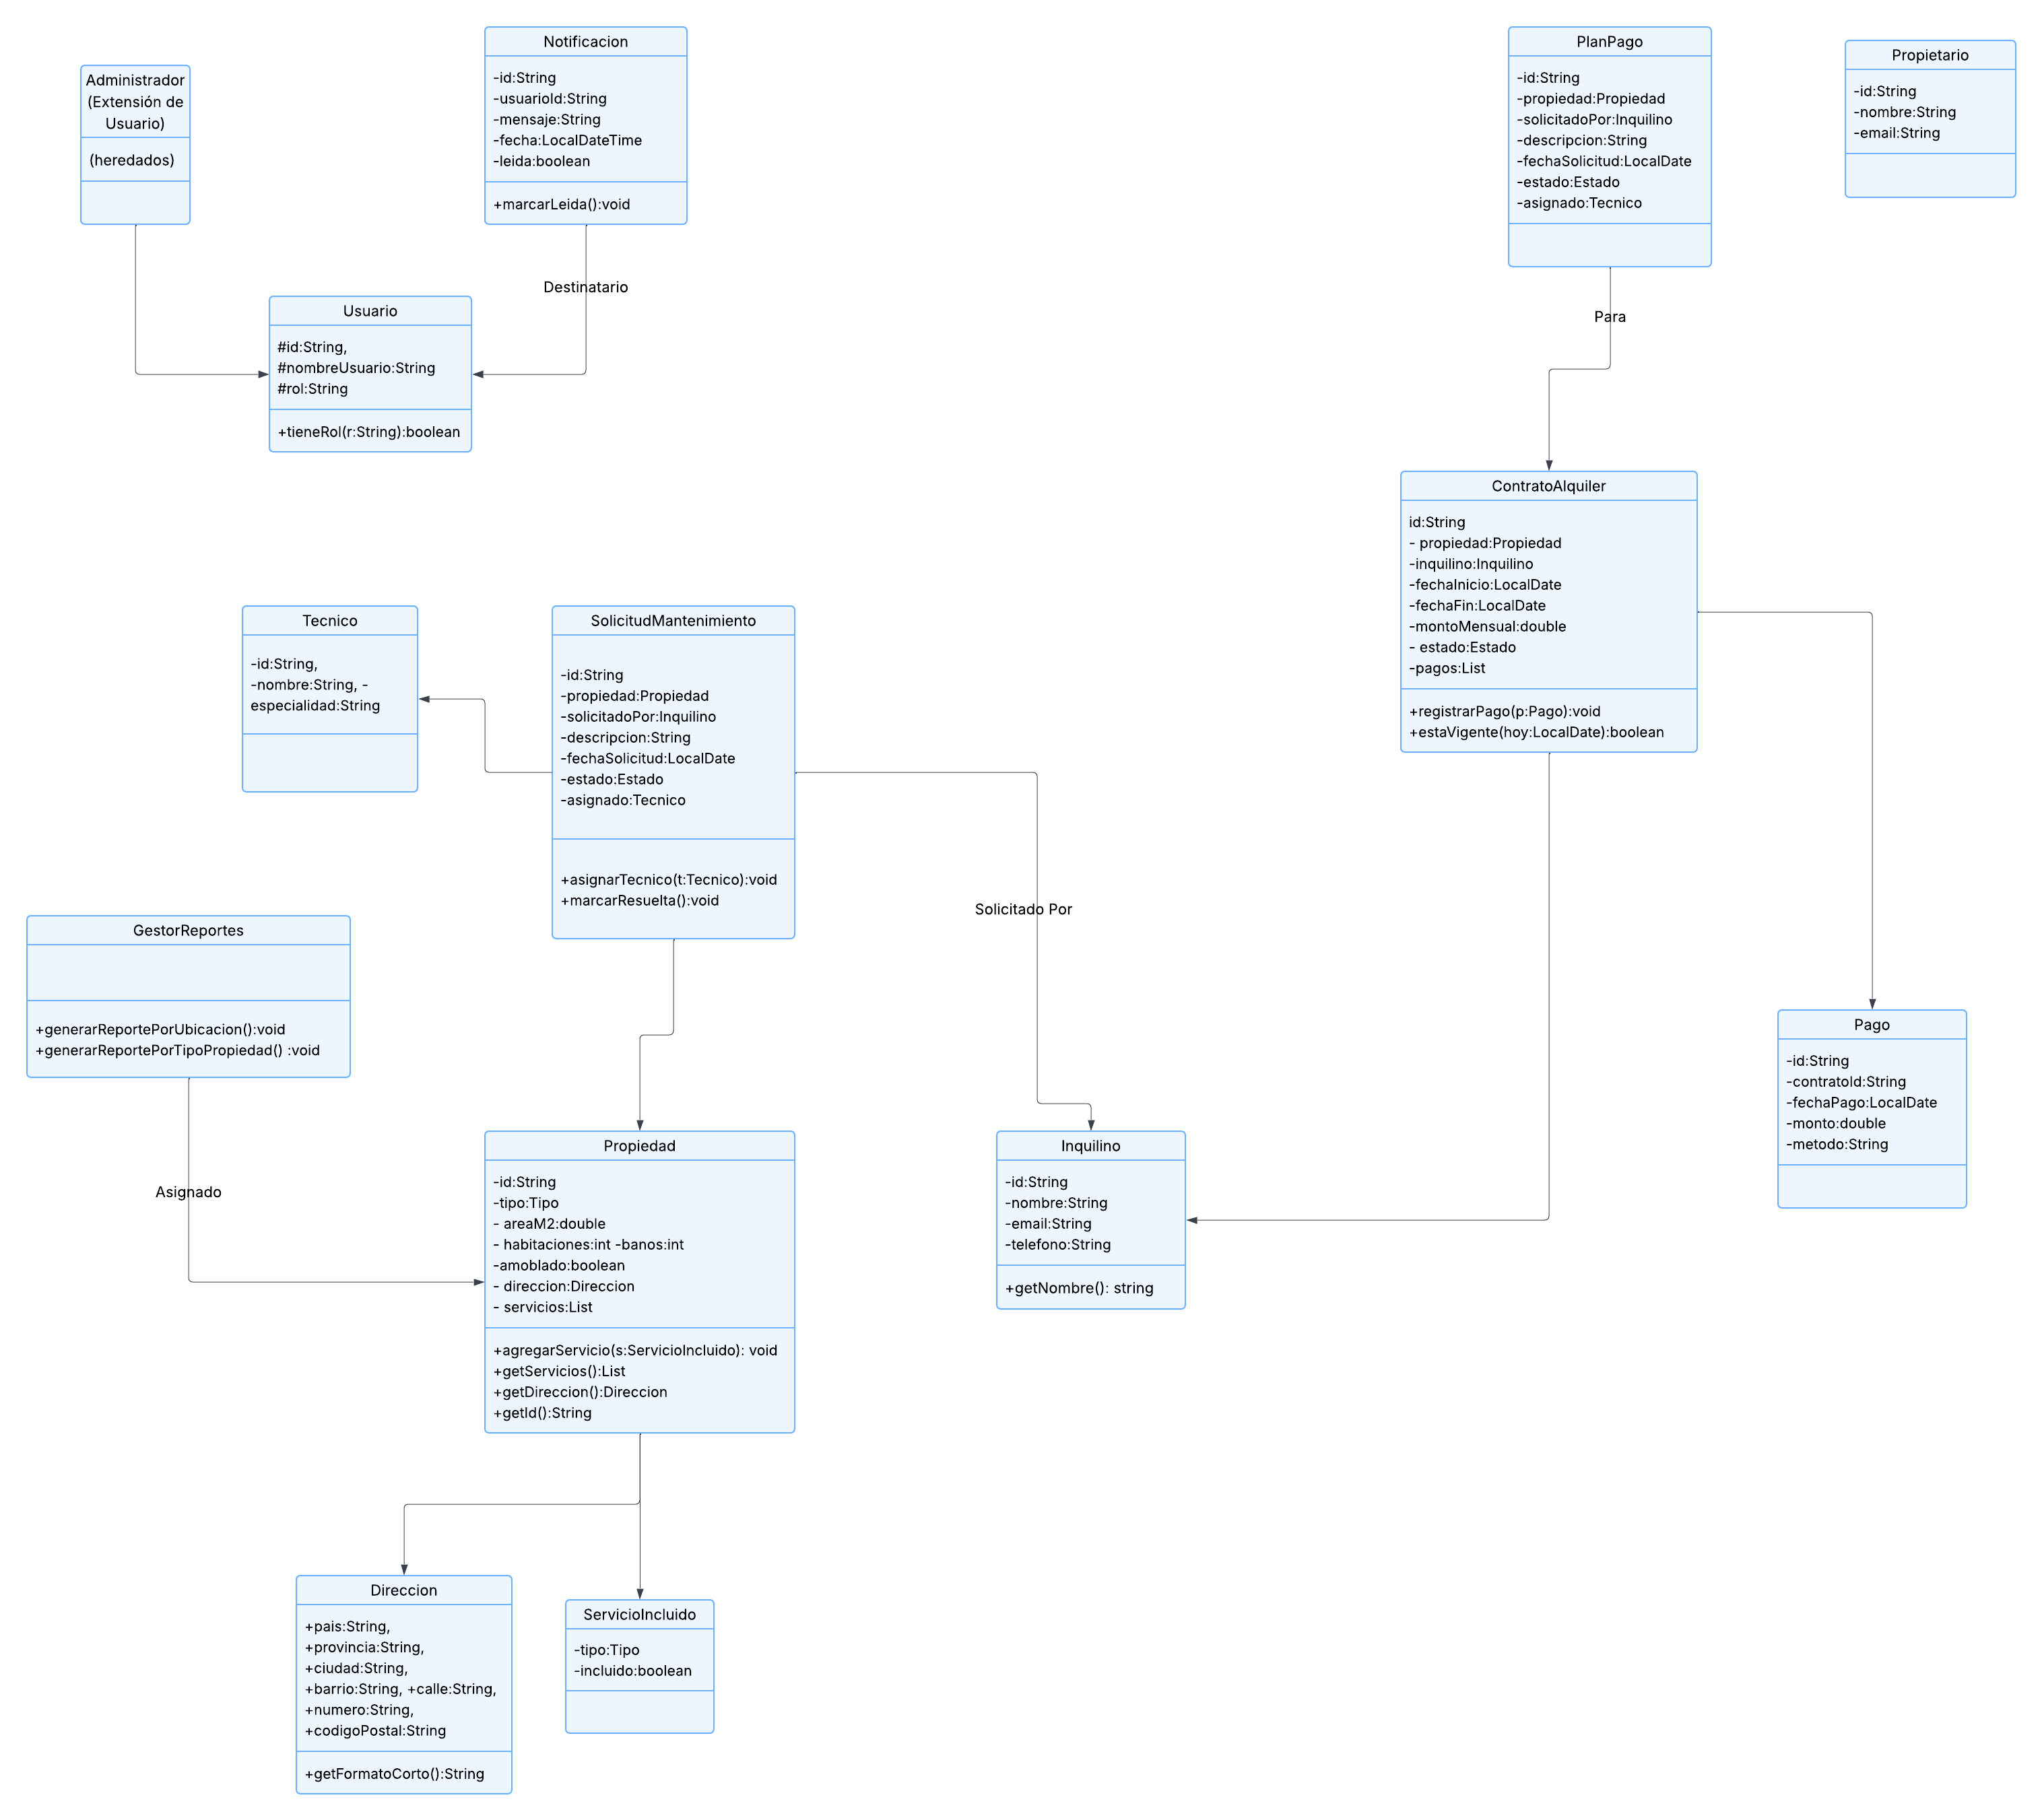 Administrador
(Extensión de
Usuario)
(heredados)
Notificacion
-id:String
-usuarioId:String
-mensaje:String
-fecha:LocalDateTime
-leida:boolean
+marcarLeida():void
PlanPago
-id:String
-propiedad:Propiedad
-solicitadoPor:Inquilino
-descripcion:String
-fechaSolicitud:LocalDate
-estado:Estado
-asignado:Tecnico
Propietario
-id:String
-nombre:String
-email:String
Destinatario
Para
Usuario
#id:String,
#nombreUsuario:String
#rol:String
+tieneRol(r:String):boolean
ContratoAlquiler
id:String
- propiedad:Propiedad
-inquilino:Inquilino
-fechaInicio:LocalDate
-fechaFin:LocalDate
-montoMensual:double
- estado:Estado
-pagos:List
+registrarPago(p:Pago):void
+estaVigente(hoy:LocalDate):boolean
Tecnico
-id:String,
-nombre:String, -
especialidad:String
SolicitudMantenimiento
-id:String
-propiedad:Propiedad
-solicitadoPor:Inquilino
-descripcion:String
-fechaSolicitud:LocalDate
-estado:Estado
-asignado:Tecnico
+asignarTecnico(t:Tecnico):void
+marcarResuelta():void
Solicitado Por
GestorReportes
+generarReportePorUbicacion():void
+generarReportePorTipoPropiedad() :void
Asignado
Propiedad
-id:String
-tipo:Tipo
- areaM2:double
- habitaciones:int -banos:int
-amoblado:boolean
- direccion:Direccion
- servicios:List
+agregarServicio(s:ServicioIncluido): void
+getServicios():List
+getDireccion():Direccion
+getId():String
Inquilino
-id:String
-nombre:String
-email:String
-telefono:String
+getNombre(): string
Pago
-id:String
-contratoId:String
-fechaPago:LocalDate
-monto:double
-metodo:String
Direccion
+pais:String,
+provincia:String,
+ciudad:String,
+barrio:String, +calle:String,
+numero:String,
+codigoPostal:String
+getFormatoCorto():String
ServicioIncluido
-tipo:Tipo
-incluido:boolean